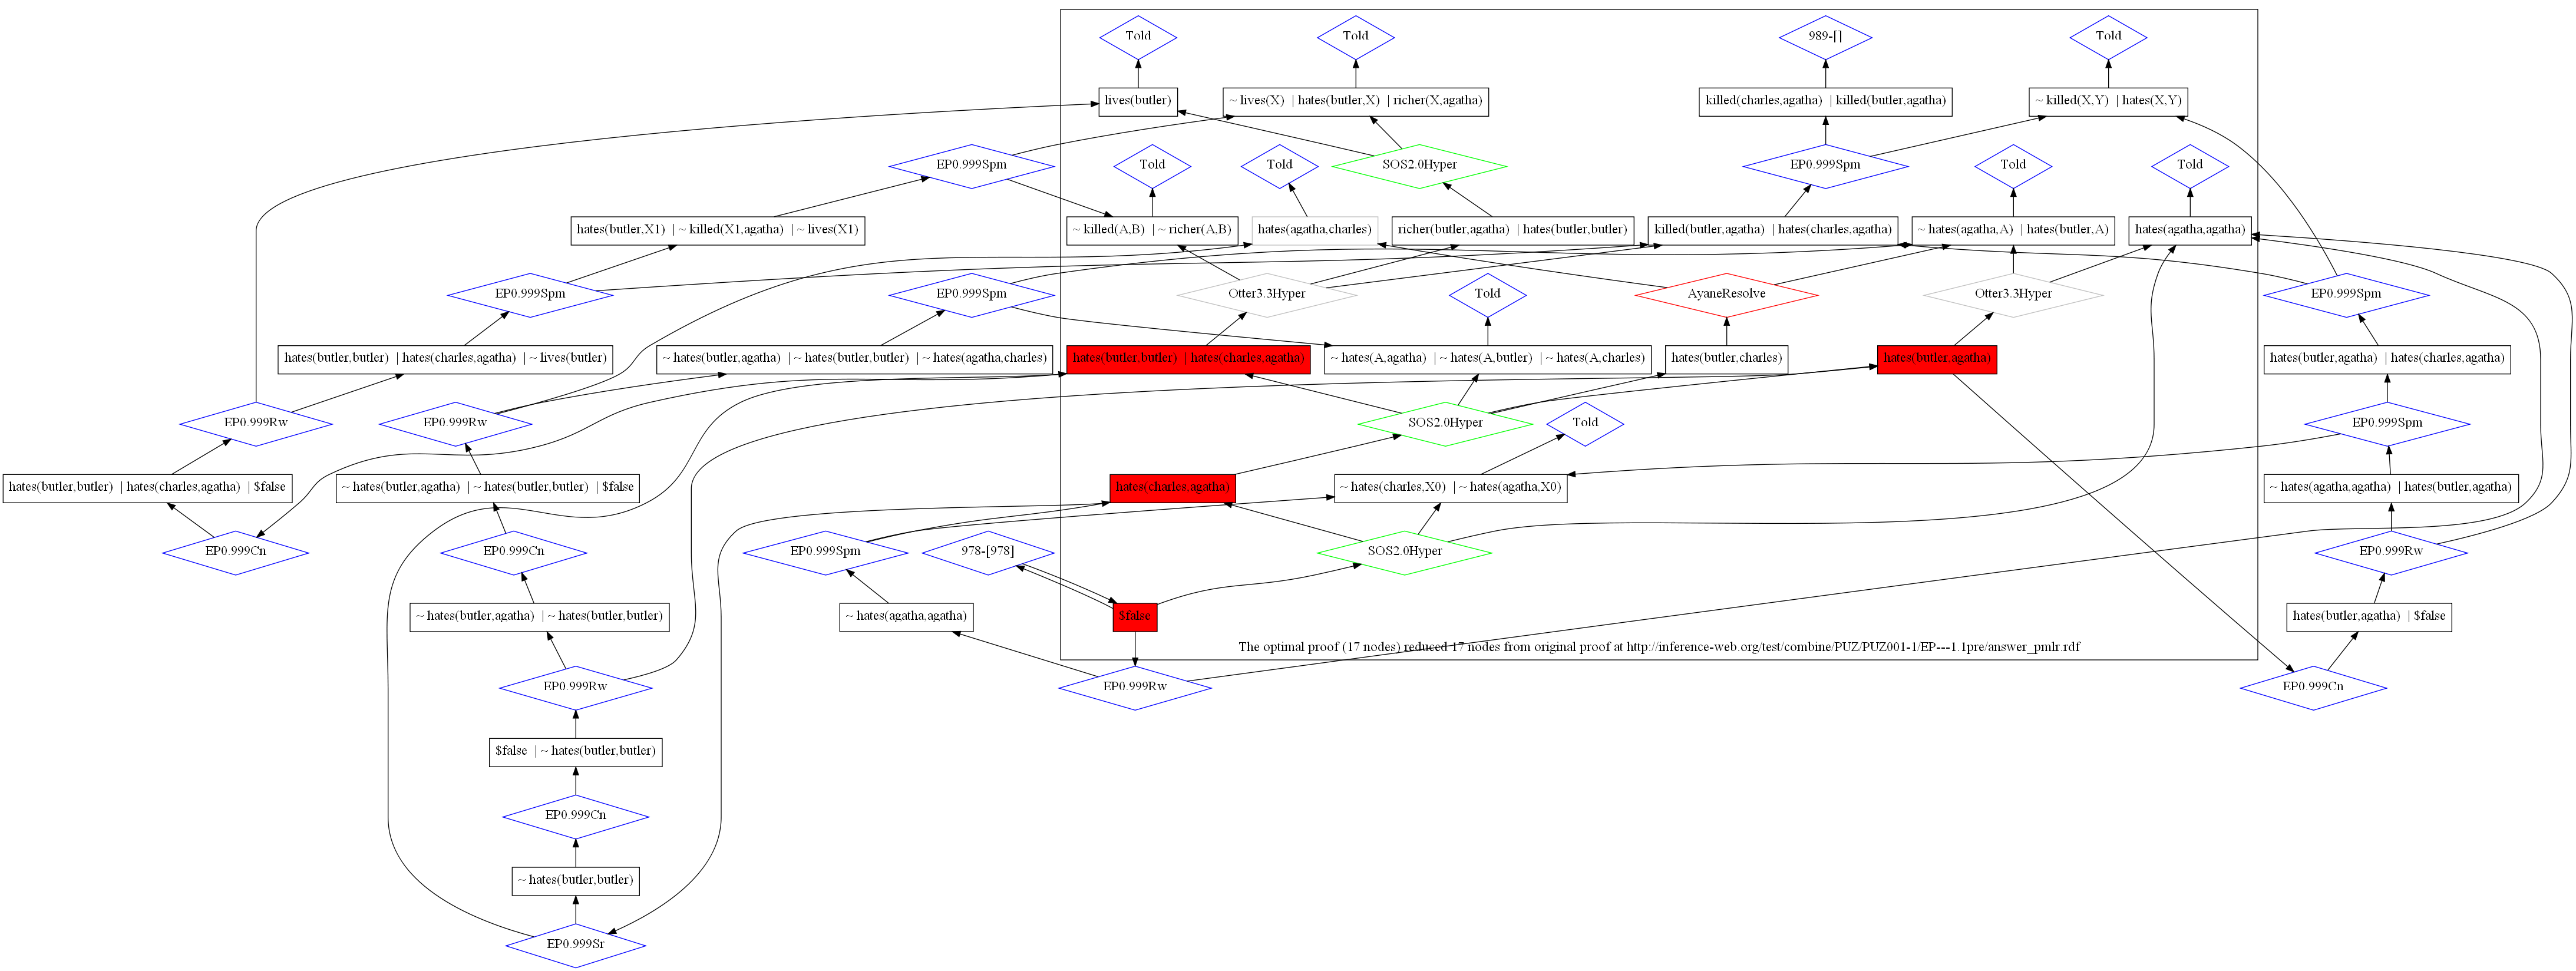 Told
Told
989-[]
Told
lives(butler)
~ lives(X) | hates(butler,X) | richer(X,agatha)
killed(charles,agatha) | killed(butler,agatha)
~ killed(X,Y) | hates(X,Y)
EP0.999Spm
Told
Told
SOS2.0Hyper
EP0.999Spm
Told
Told
hates(butler,X1) | ~ killed(X1,agatha) | ~ lives(X1)
~ killed(A,B) | ~ richer(A,B)
hates(agatha,charles)
richer(butler,agatha) | hates(butler,butler)
killed(butler,agatha) | hates(charles,agatha)
~ hates(agatha,A) | hates(butler,A)
hates(agatha,agatha)
EP0.999Spm
EP0.999Spm
Otter3.3Hyper
Told
AyaneResolve
Otter3.3Hyper
EP0.999Spm
hates(butler,butler) | hates(charles,agatha) | ~ lives(butler)
~ hates(butler,agatha) | ~ hates(butler,butler) | ~ hates(agatha,charles)
hates(butler,butler) | hates(charles,agatha)
~ hates(A,agatha) | ~ hates(A,butler) | ~ hates(A,charles)
hates(butler,charles)
hates(butler,agatha)
hates(butler,agatha) | hates(charles,agatha)
EP0.999Rw
EP0.999Rw
SOS2.0Hyper
Told
EP0.999Spm
hates(butler,butler) | hates(charles,agatha) | $false
~ hates(butler,agatha) | ~ hates(butler,butler) | $false
hates(charles,agatha)
~ hates(charles,X0) | ~ hates(agatha,X0)
~ hates(agatha,agatha) | hates(butler,agatha)
EP0.999Cn
EP0.999Cn
EP0.999Spm
978-[978]
SOS2.0Hyper
EP0.999Rw
~ hates(butler,agatha) | ~ hates(butler,butler)
~ hates(agatha,agatha)
$false
hates(butler,agatha) | $false
The optimal proof (17 nodes) reduced 17 nodes from original proof at http://inference-web.org/test/combine/PUZ/PUZ001-1/EP---1.1pre/answer_pmlr.rdf
EP0.999Rw
EP0.999Rw
EP0.999Cn
$false | ~ hates(butler,butler)
EP0.999Cn
~ hates(butler,butler)
EP0.999Sr